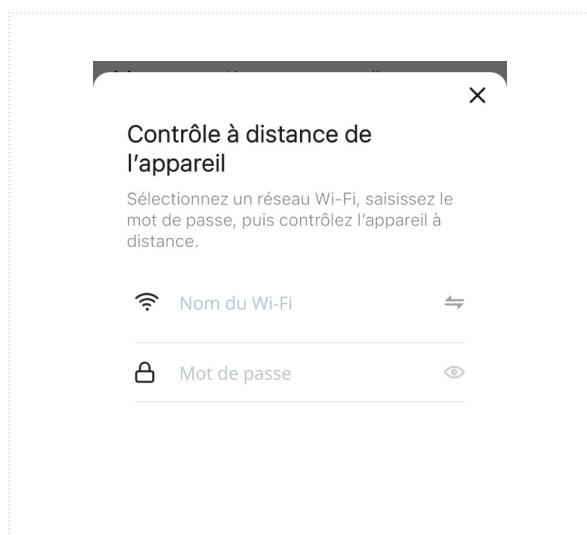 Contrôle à distance de
l'appareil
Sélectionnez un réseau Wi-Fi, saisissez le
mot de passe, puis contrôlez l'appareil à
distance.
Nom du Wi-Fi
Mot de passe